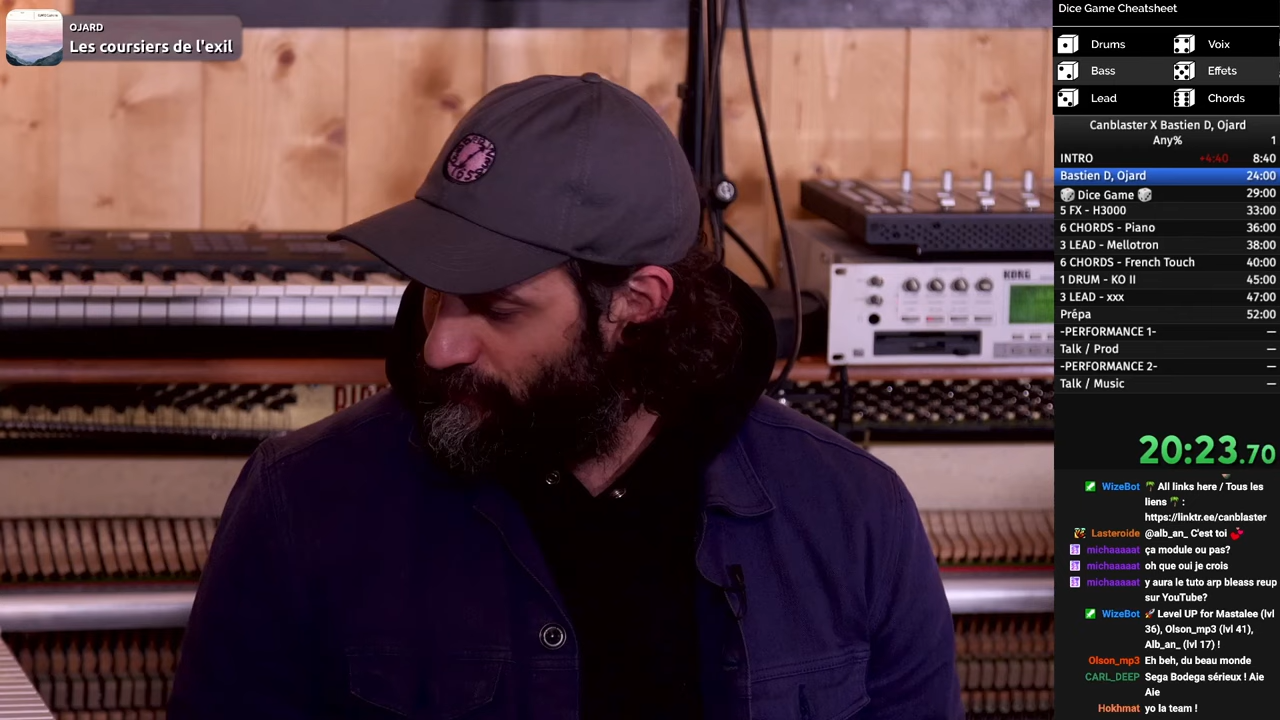 OJARD
Les coursiers de l'exil
Dice Game Cheatsheet
Drums Voix
Bass Effets
Lead Chords
Canblaster X Bastien D, Ojard
Any% 1
INTRO +4:40 8:40
Bastien D, Ojard 24:00
Dice Game 29:00
5 FX - H3000 33:00
6 CHORDS - Piano 36:00
3 LEAD - Mellotron 38:00
6 CHORDS - French Touch 40:00
1 DRUM - KO II 45:00
3 LEAD - xxx 47:00
Prépa 52:00
-PERFORMANCE 1- —
Talk / Prod —
-PERFORMANCE 2- —
Talk / Music —
20:23.70
WizeBot 🌴 All links here / Tous les
liens 🌴 :
https://linktr.ee/canblaster
Lasteroide @alb_an_ C'est toi 💕
michaaaaat ça module ou pas?
michaaaaat oh que oui je crois
michaaaaat y aura le tuto arp bleass reup
sur YouTube?
WizeBot 🚀 Level UP for Mastalee (lvl
36), Olson_mp3 (lvl 41),
Alb_an_ (lvl 17) !
Olson_mp3 Eh beh, du beau monde
CARL_DEEP Sega Bodega sérieux ! Aie
Aie
Hokhmat yo la team !
KORG